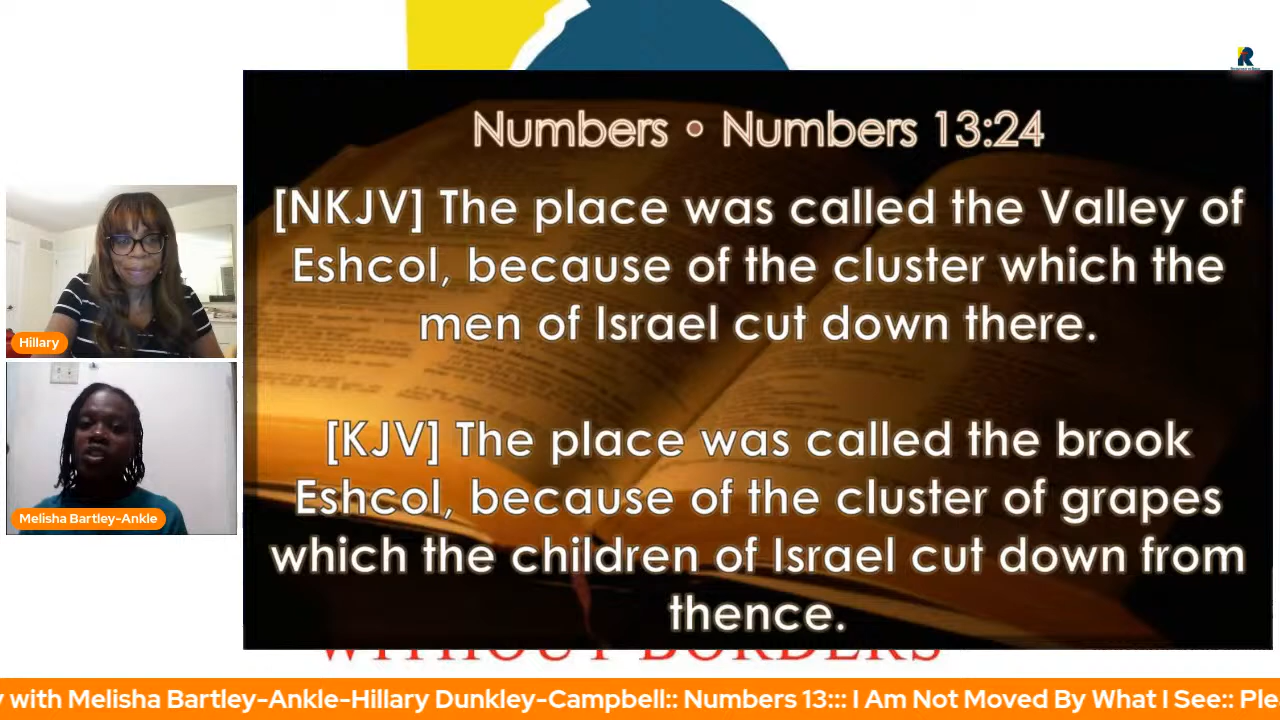 Numbers • Numbers 13:24
[NKJV] The place was called the Valley of
Eshcol, because of the cluster which the
men of Israel cut down there.
[KJV] The place was called the brook
Eshcol, because of the cluster of grapes
which the children of Israel cut down from
thence.
Hillary
Melisha Bartley-Ankle
WITHOUT BORDERS
y with Melisha Bartley-Ankle-Hillary Dunkley-Campbell:: Numbers 13::: I Am Not Moved By What I See:: Ple